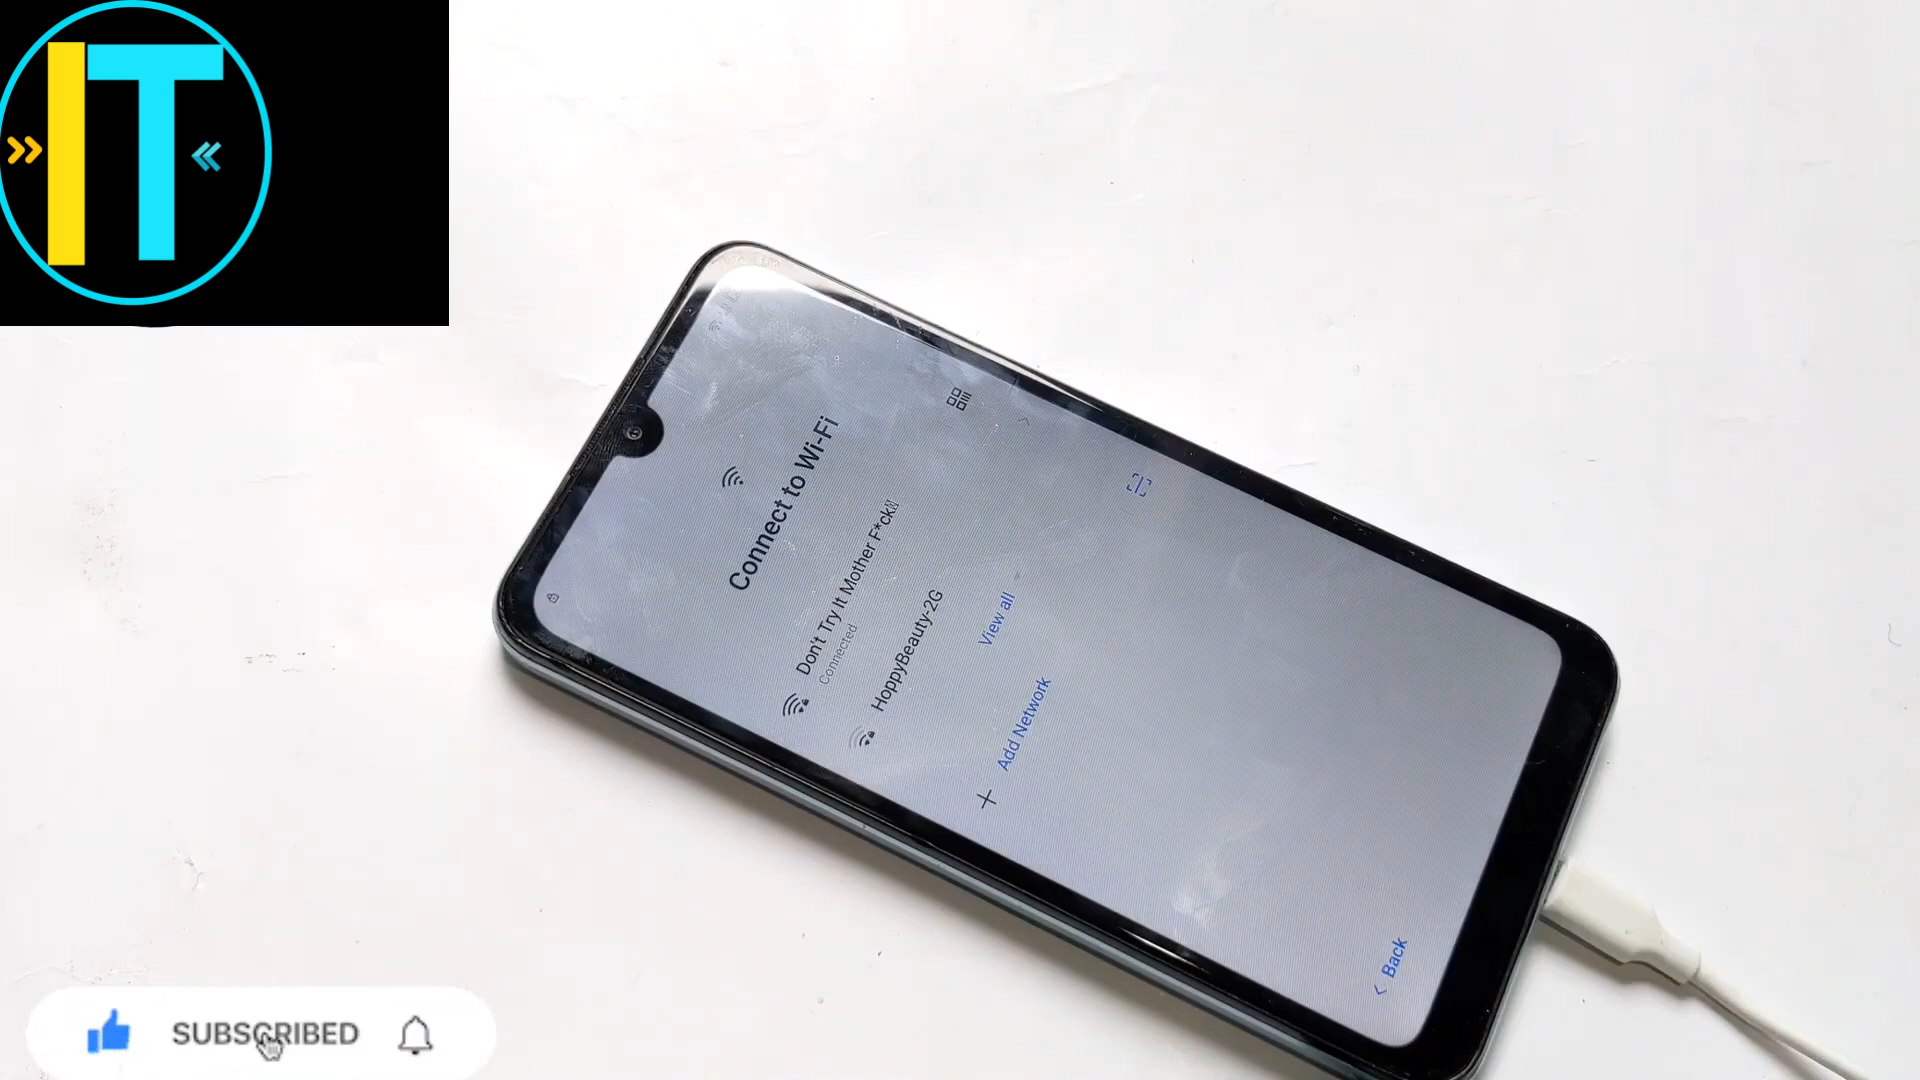 IT
Connect to Wi-Fi
Don't Try It Mother F*ck
Connected
HoppyBeauty-2G
View all
+ Add Network
< Back
SUBSCRIBED